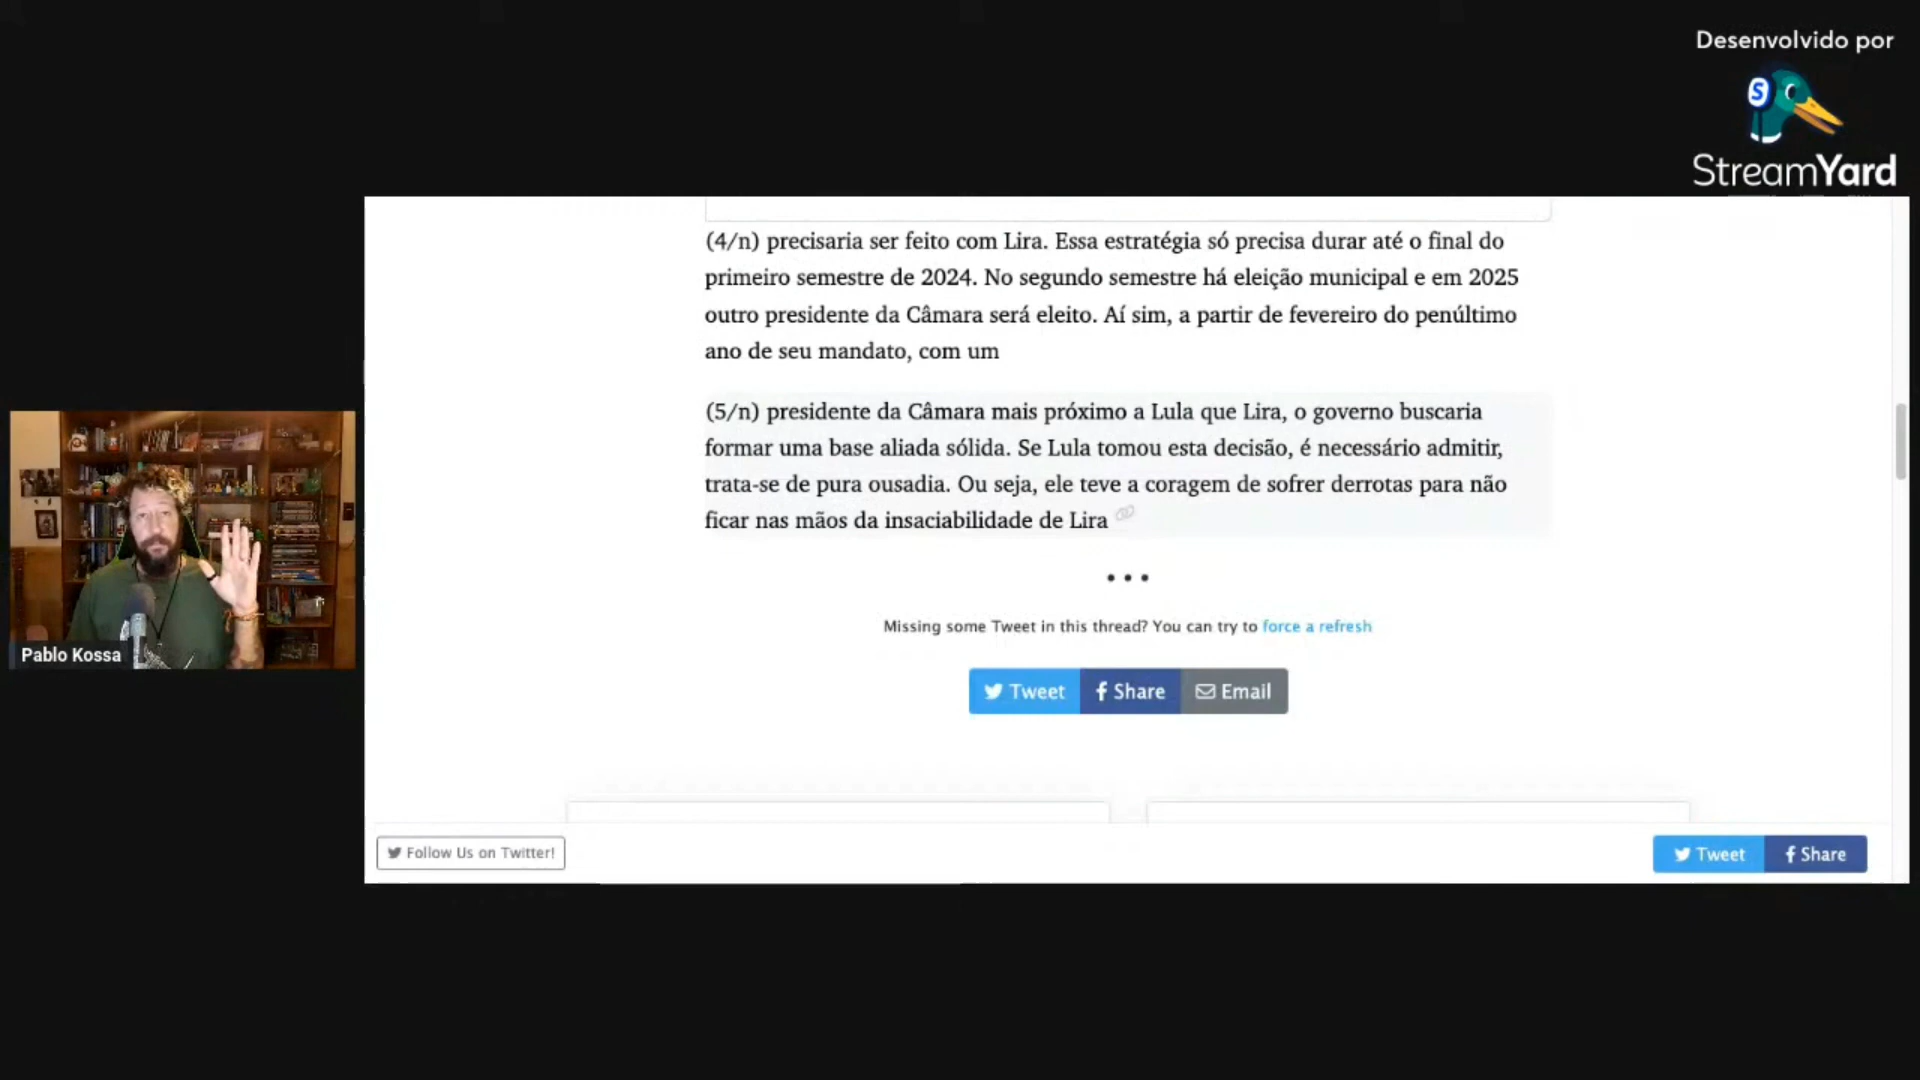 Desenvolvido por
S
StreamYard
(4/n) precisaria ser feito com Lira. Essa estratégia só precisa durar até o final do
primeiro semestre de 2024. No segundo semestre há eleição municipal e em 2025
outro presidente da Câmara será eleito. Aí sim, a partir de fevereiro do penúltimo
ano de seu mandato, com um
(5/n) presidente da Câmara mais próximo a Lula que Lira, o governo buscaria
formar uma base aliada sólida. Se Lula tomou esta decisão, é necessário admitir,
trata-se de pura ousadia. Ou seja, ele teve a coragem de sofrer derrotas para não
ficar nas mãos da insaciabilidade de Lira
• • •
Missing some Tweet in this thread? You can try to force a refresh
Tweet Share Email
Pablo Kossa
Follow Us on Twitter!
Tweet Share